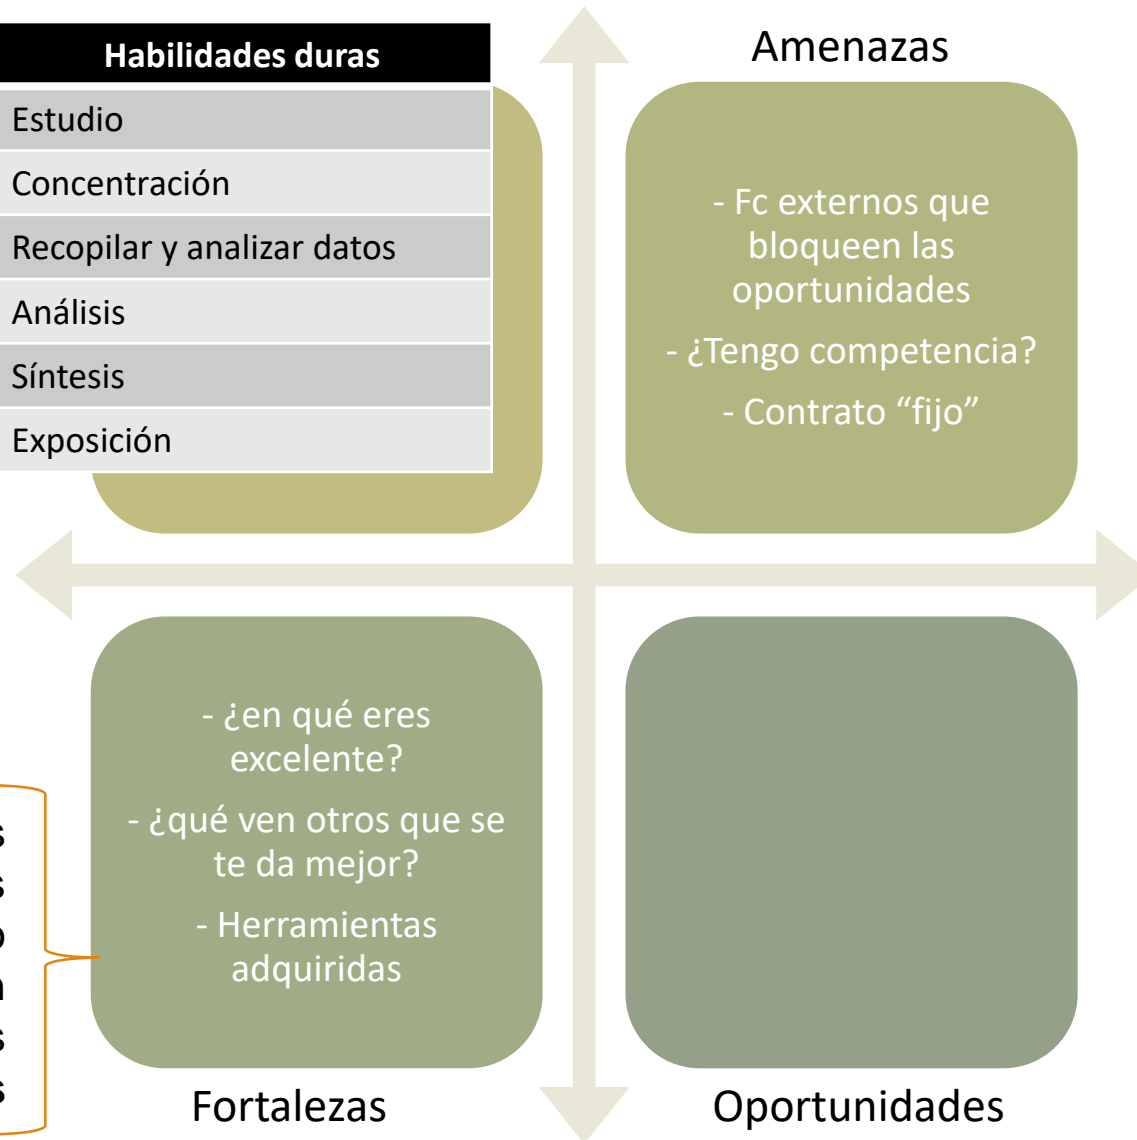 Habilidades duras
Estudio
Concentración
Recopilar y analizar datos
Análisis
Síntesis
Exposición
Amenazas
- Fc externos que
bloqueen las
oportunidades
- ¿Tengo competencia?
- Contrato “fijo”
- ¿en qué eres
excelente?
- ¿qué ven otros que se
te da mejor?
- Herramientas
adquiridas
Fortalezas
Oportunidades